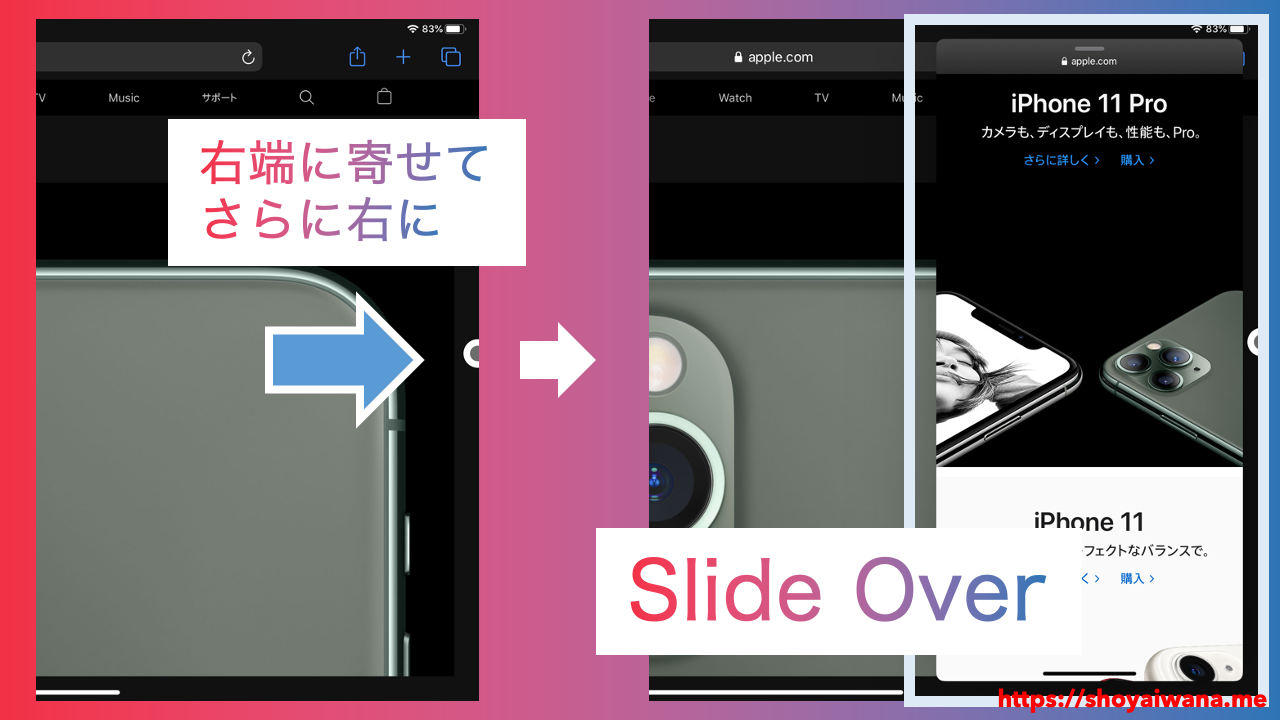 83%
TV
Music
サポート
右端に寄せて
さらに右に
apple.com
Watch
TV
Music
83%
apple.com
iPhone 11 Pro
カメラも、ディスプレイも、性能も、Pro。
さらに詳しく >
購入 >
iPhone 11
フェクトなバランスで。
く >
購入 >
Slide Over
https://shoyaiwana.me